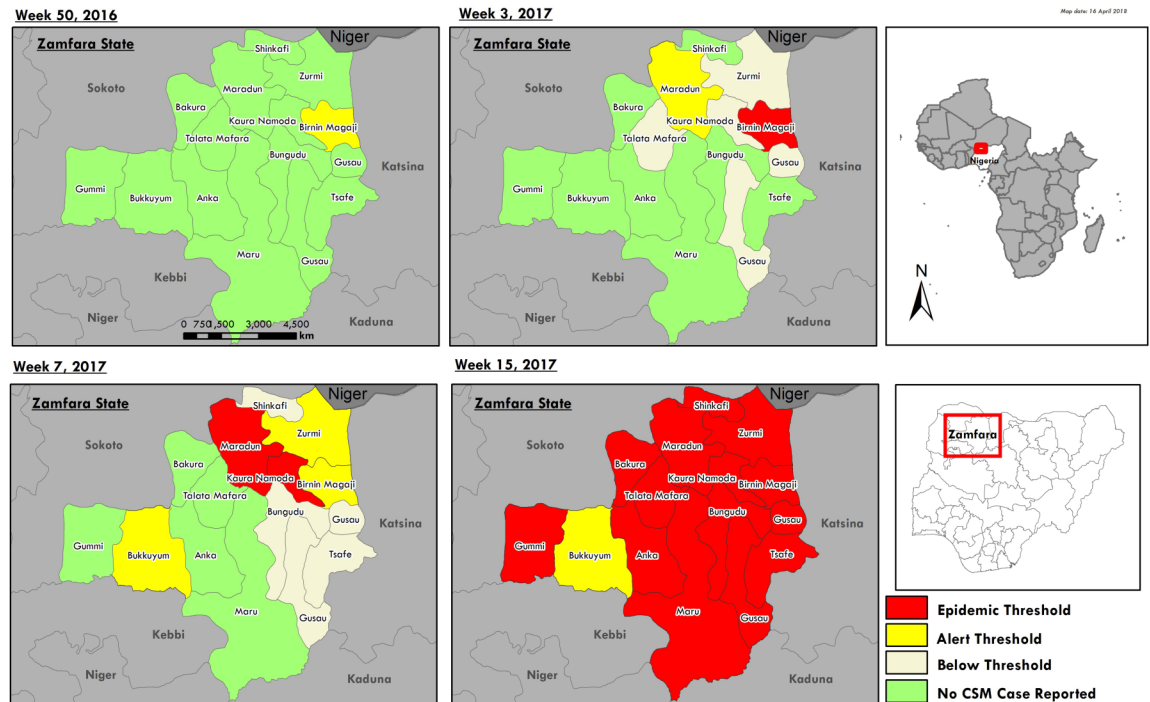 Week 50, 2016
Zamfara State
Niger
Shinkafi
Sokoto
Zurmi
Maradun
Bakura
Kaura Namoda
Birnin Magaji
Talata Mafara
Bungudu
Gusau
Katsina
Gummi
Bukkuyum
Anka
Tsafe
Maru
Gusau
Kebbi
Niger
Kaduna
0 750 1,500 3,000 4,500
km
Week 3, 2017
Zamfara State
Niger
Shinkafi
Sokoto
Zurmi
Maradun
Bakura
Kaura Namoda
Birnin Magaji
Talata Mafara
Bungudu
Gusau
Katsina
Gummi
Bukkuyum
Anka
Tsafe
Maru
Gusau
Kebbi
Niger
Kaduna
Map date: 16 April 2018
Nigeria
N
Week 7, 2017
Zamfara State
Niger
Shinkafi
Sokoto
Zurmi
Maradun
Bakura
Kaura Namoda
Birnin Magaji
Talata Mafara
Bungudu
Gusau
Katsina
Gummi
Bukkuyum
Anka
Tsafe
Maru
Gusau
Kebbi
Niger
Kaduna
Week 15, 2017
Zamfara State
Niger
Shinkafi
Sokoto
Zurmi
Maradun
Bakura
Kaura Namoda
Birnin Magaji
Talata Mafara
Bungudu
Gusau
Katsina
Gummi
Bukkuyum
Anka
Tsafe
Maru
Gusau
Kebbi
Niger
Kaduna
Zamfara
Epidemic Threshold
Alert Threshold
Below Threshold
No CSM Case Reported